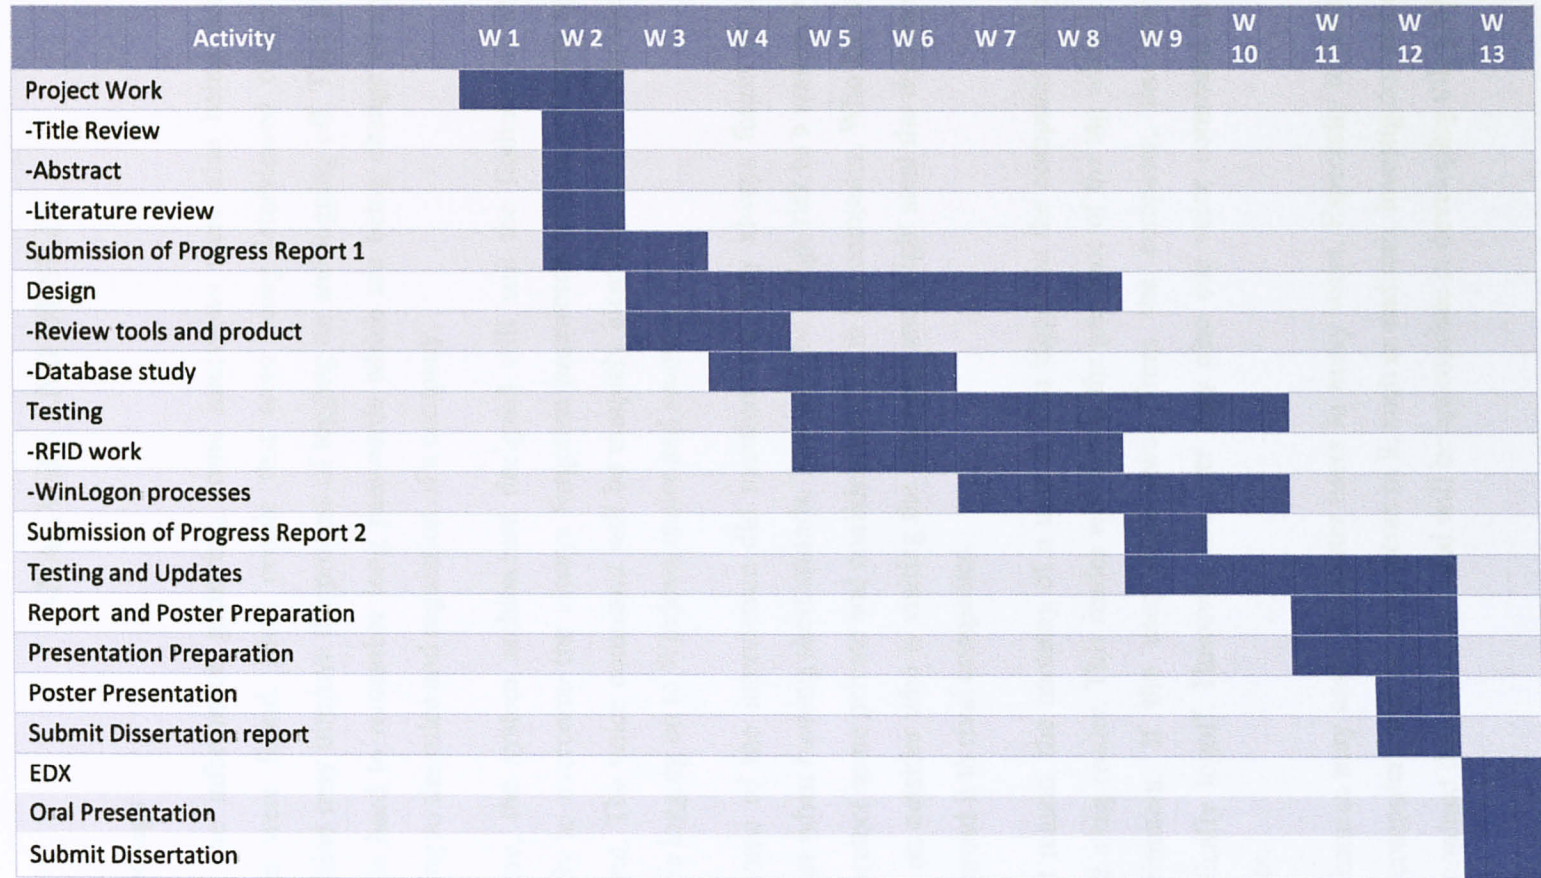 Activity W 1 W 2 W 3 W 4 W 5 W 6 W 7 W 8 W 9 W 10 W 11 W 12 W 13
Project Work
-Title Review
-Abstract
-Literature review
Submission of Progress Report 1
Design
-Review tools and product
-Database study
Testing
-RFID work
-WinLogon processes
Submission of Progress Report 2
Testing and Updates
Report and Poster Preparation
Presentation Preparation
Poster Presentation
Submit Dissertation report
EDX
Oral Presentation
Submit Dissertation